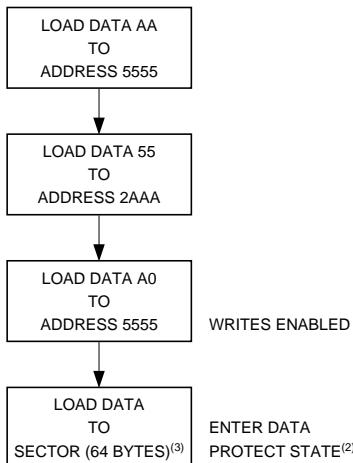 LOAD DATA AA
TO
ADDRESS 5555
LOAD DATA 55
TO
ADDRESS 2AAA
LOAD DATA A0
TO
ADDRESS 5555 WRITES ENABLED
LOAD DATA
TO ENTER DATA
SECTOR (64 BYTES)(3) PROTECT STATE(2)